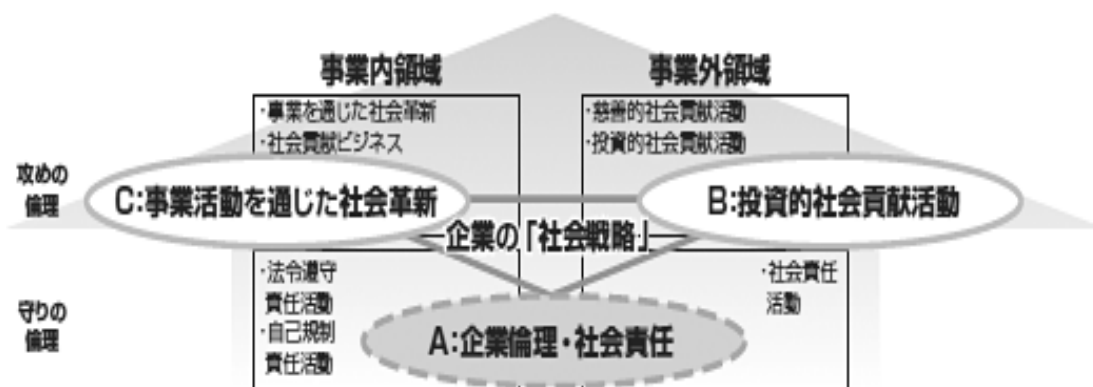 事業内領域
事業外領域
・事業を通じた社会革新
・社会貢献ビジネス
・慈善的社会貢献活動
・投資的社会貢献活動
攻めの
倫理
C:事業活動を通じた社会革新
B:投資的社会貢献活動
企業の「社会戦略」
守りの
倫理
・法令遵守
責任活動
・自己規制
責任活動
・社会責任
活動
A:企業倫理・社会責任